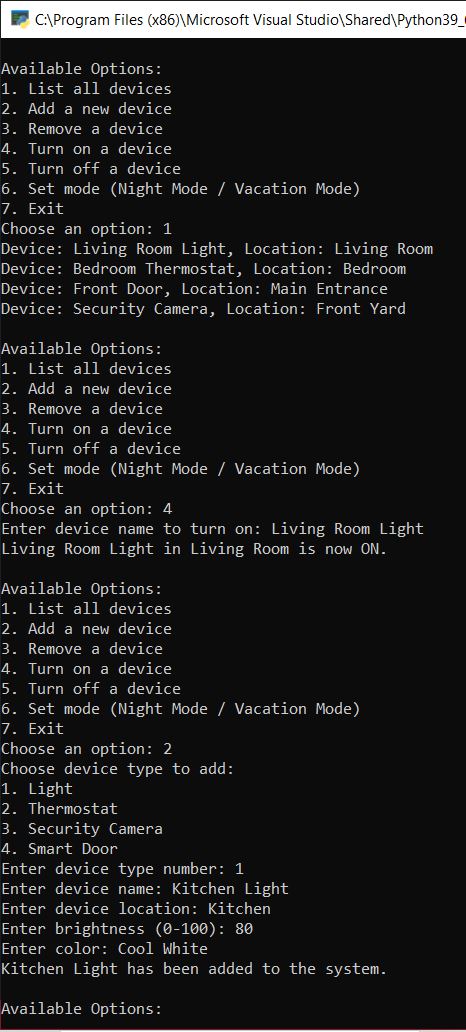 C:\Program Files (x86)\Microsoft Visual Studio\Shared\Python39_
Available Options:
1. List all devices
2. Add a new device
3. Remove a device
4. Turn on a device
5. Turn off a device
6. Set mode (Night Mode / Vacation Mode)
7. Exit
Choose an option: 1
Device: Living Room Light, Location: Living Room
Device: Bedroom Thermostat, Location: Bedroom
Device: Front Door, Location: Main Entrance
Device: Security Camera, Location: Front Yard
Available Options:
1. List all devices
2. Add a new device
3. Remove a device
4. Turn on a device
5. Turn off a device
6. Set mode (Night Mode / Vacation Mode)
7. Exit
Choose an option: 4
Enter device name to turn on: Living Room Light
Living Room Light in Living Room is now ON.
Available Options:
1. List all devices
2. Add a new device
3. Remove a device
4. Turn on a device
5. Turn off a device
6. Set mode (Night Mode / Vacation Mode)
7. Exit
Choose an option: 2
Choose device type to add:
1. Light
2. Thermostat
3. Security Camera
4. Smart Door
Enter device type number: 1
Enter device name: Kitchen Light
Enter device location: Kitchen
Enter brightness (0-100): 80
Enter color: Cool White
Kitchen Light has been added to the system.
Available Options: